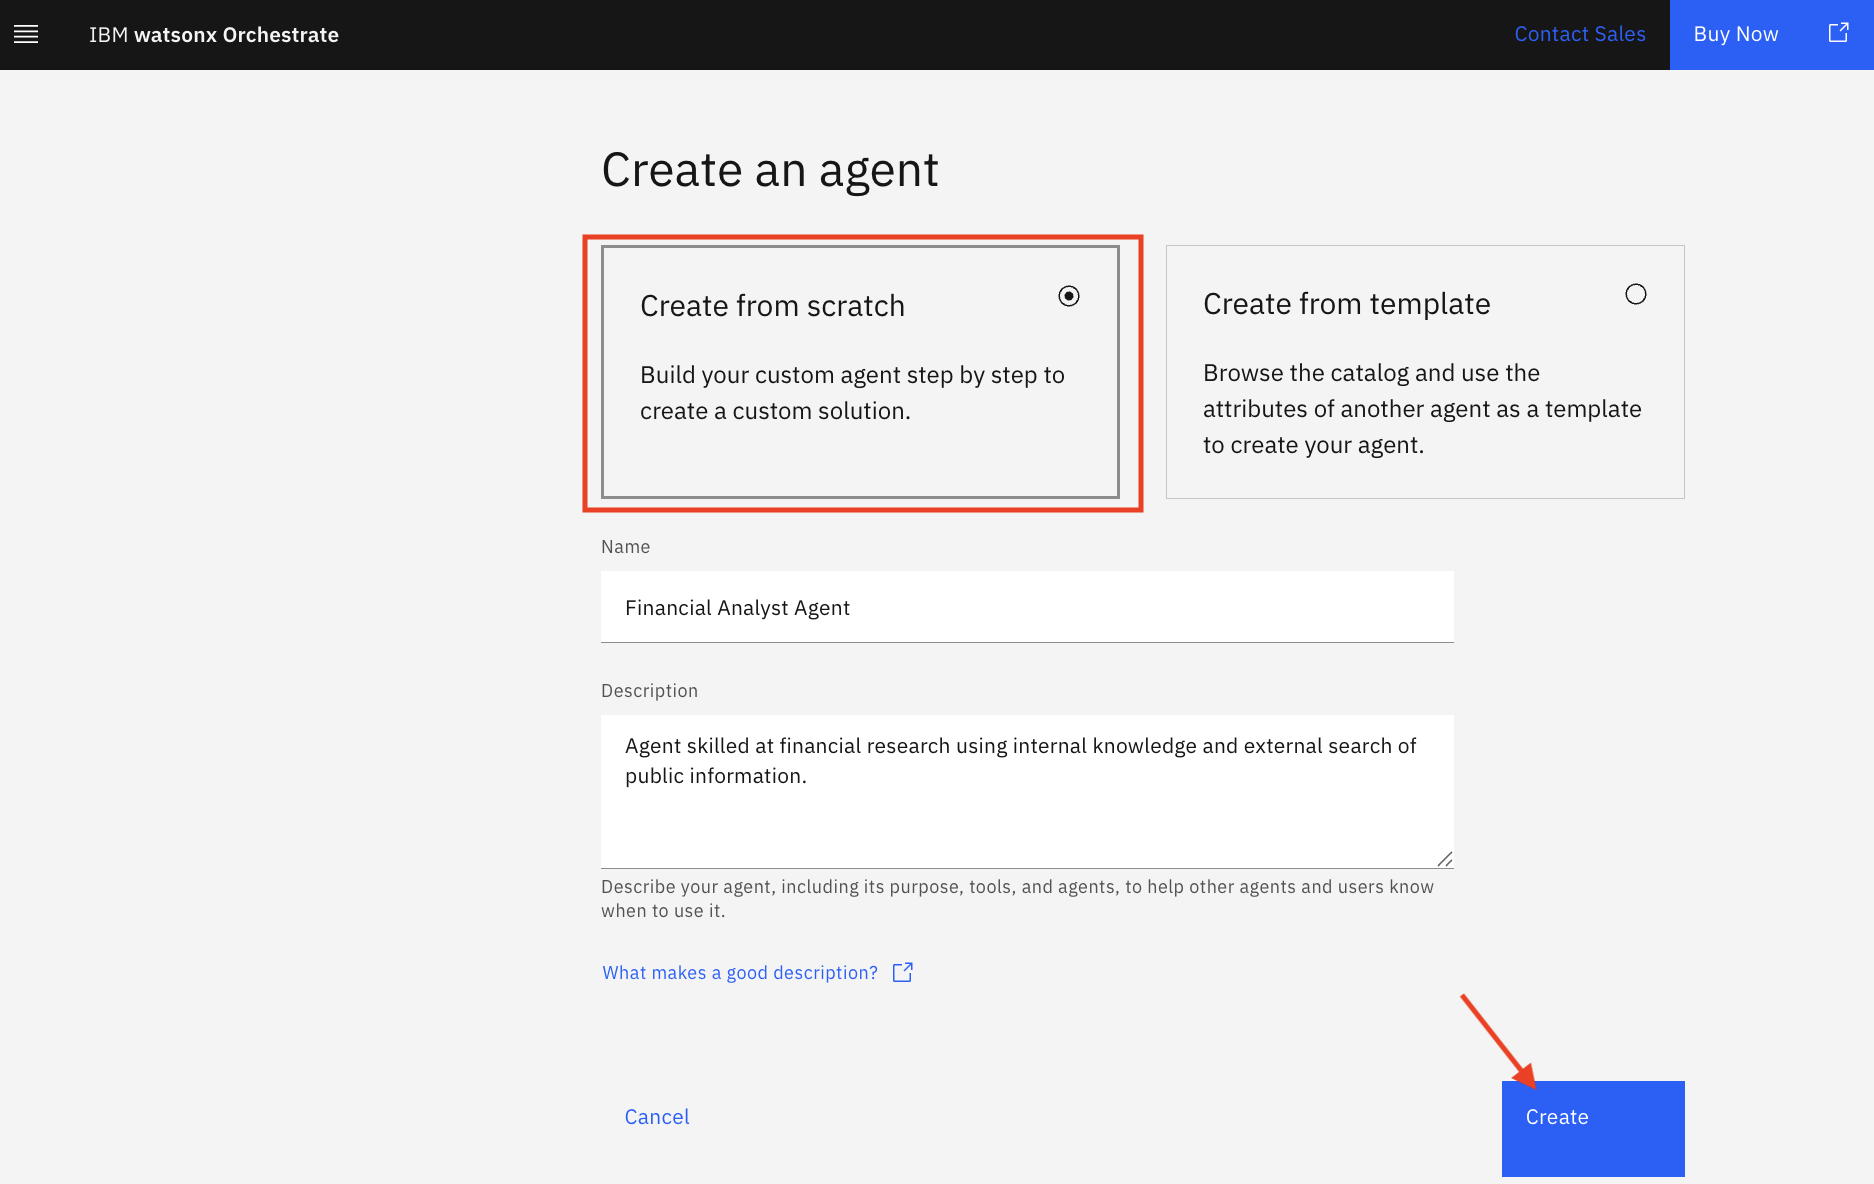 IBM watsonx Orchestrate
Contact Sales
Buy Now
Create an agent
Create from scratch
Build your custom agent step by step to
create a custom solution.
Create from template
Browse the catalog and use the
attributes of another agent as a template
to create your agent.
Name
Financial Analyst Agent
Description
Agent skilled at financial research using internal knowledge and external search of
public information.
Describe your agent, including its purpose, tools, and agents, to help other agents and users know
when to use it.
What makes a good description?
Cancel
Create